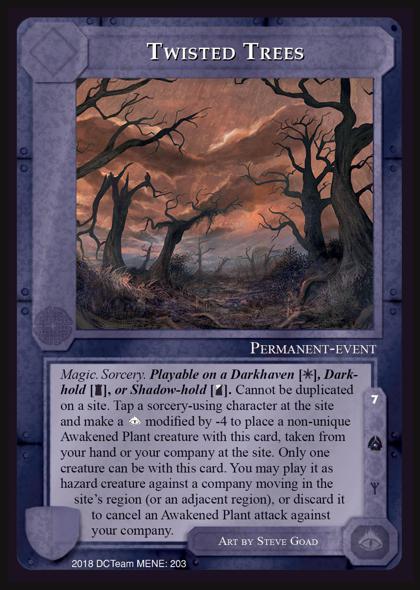 TWISTED TREES
PERMANENT-EVENT
Magic. Sorcery. Playable on a Darkhaven [], Dark-
hold [], or Shadow-hold []. Cannot be duplicated
on a site. Tap a sorcery-using character at the site
and make a modified by -4 to place a non-unique
Awakened Plant creature with this card, taken from
your hand or your company at the site. Only one
creature can be with this card. You may play it as
hazard creature against a company moving in the
site's region (or an adjacent region), or discard it
to cancel an Awakened Plant attack against
your company.
7
ART BY STEVE GOAD
2018 DCTeam MENE: 203